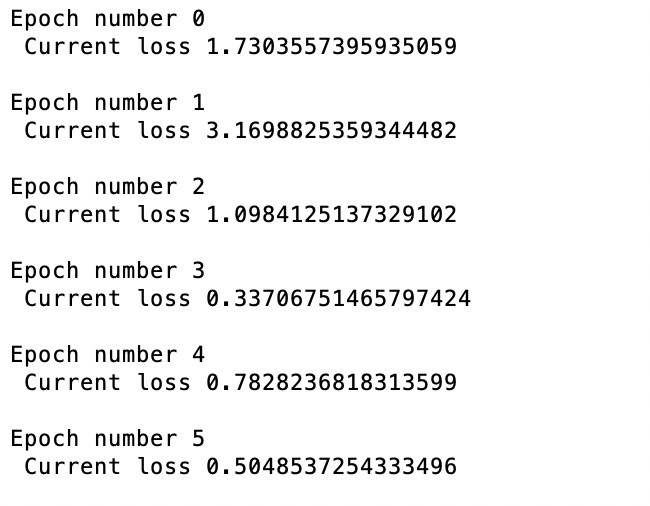 Epoch number 0
Current loss 1.7303557395935059
Epoch number 1
Current loss 3.1698825359344482
Epoch number 2
Current loss 1.0984125137329102
Epoch number 3
Current loss 0.33706751465797424
Epoch number 4
Current loss 0.7828236818313599
Epoch number 5
Current loss 0.5048537254333496